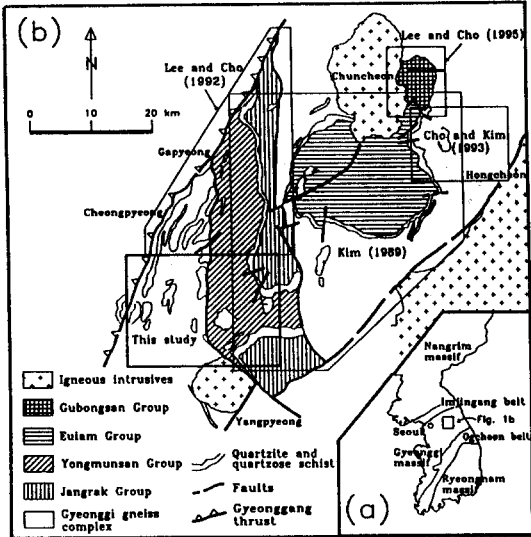 (b)
N
0 10 20 km
Lee and Cho
(1992)
Lee and Cho (1995)
Chuncheon
Cho and Kim
(1993)
Hongcheon
Gapyeong
Cheongpyeong
Kim (1989)
This study
Yangpyeong
Igneous intrusives
Gubongsan Group
Euiam Group
Yongmunsan Group
Jangrak Group
Gyeonggi gneiss
complex
Quartzite and
quartzose schist
Faults
Gyeonggang
thrust
Nangrim
massif
Imjingang belt
Seoul
Fig. 1b
Ogcheon belt
Gyeonggi
massif
Ryeongnam
massif
(a)